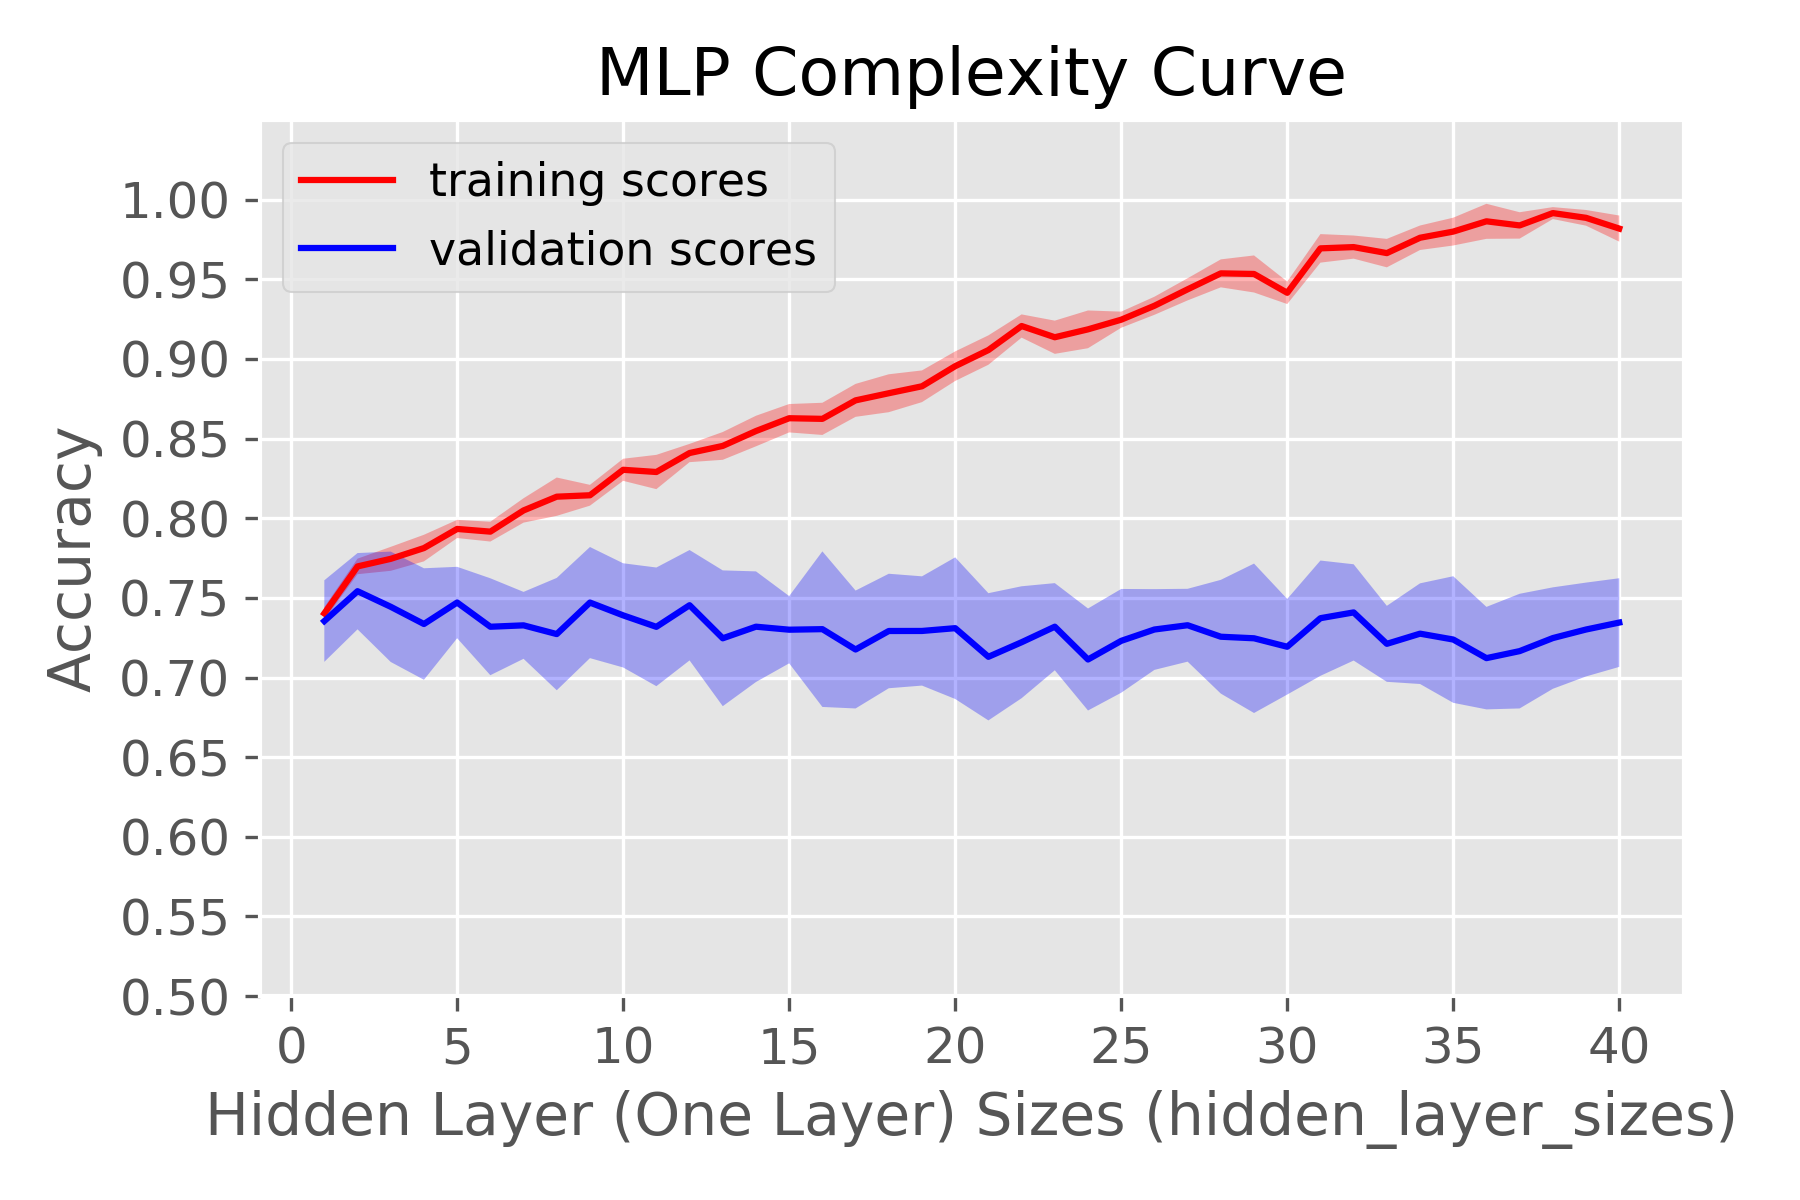 MLP Complexity Curve
training scores
validation scores
1.00
0.95
0.90
0.85
0.80
0.75
0.70
0.65
0.60
0.55
0.50
Accuracy
0 5 10 15 20 25 30 35 40
Hidden Layer (One Layer) Sizes (hidden_layer_sizes)